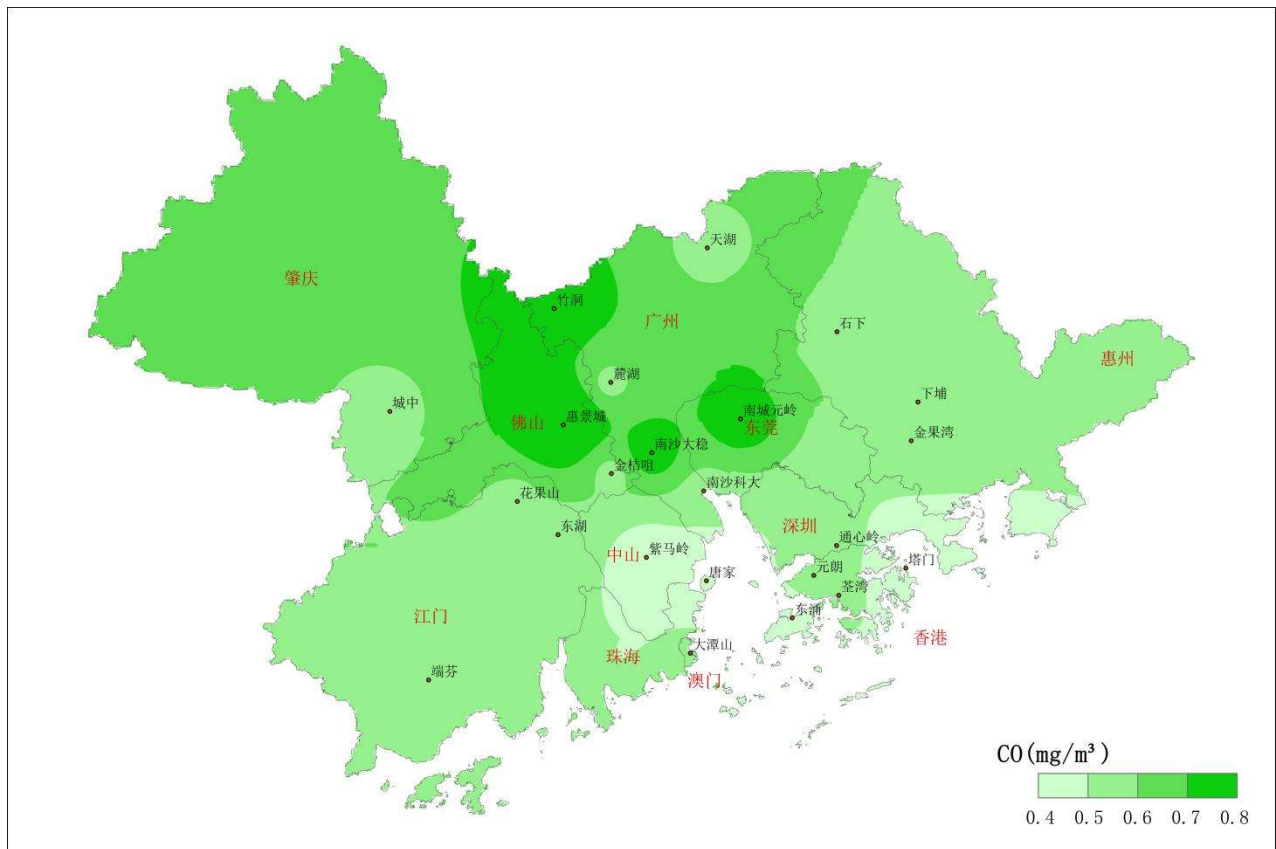 天湖
肇庆
竹洞
广州
石下
惠州
麓湖
城中
下埔
惠景城
佛山
南城元岭
东莞
金果湾
南沙大稳
金桔咀
南沙科大
花果山
深圳
东湖
通心岭
中山
紫马岭
塔门
元朗
唐家
荃湾
东涌
江门
香港
大潭山
珠海
端芬
澳门
CO(mg/m³)
0.4 0.5 0.6 0.7 0.8